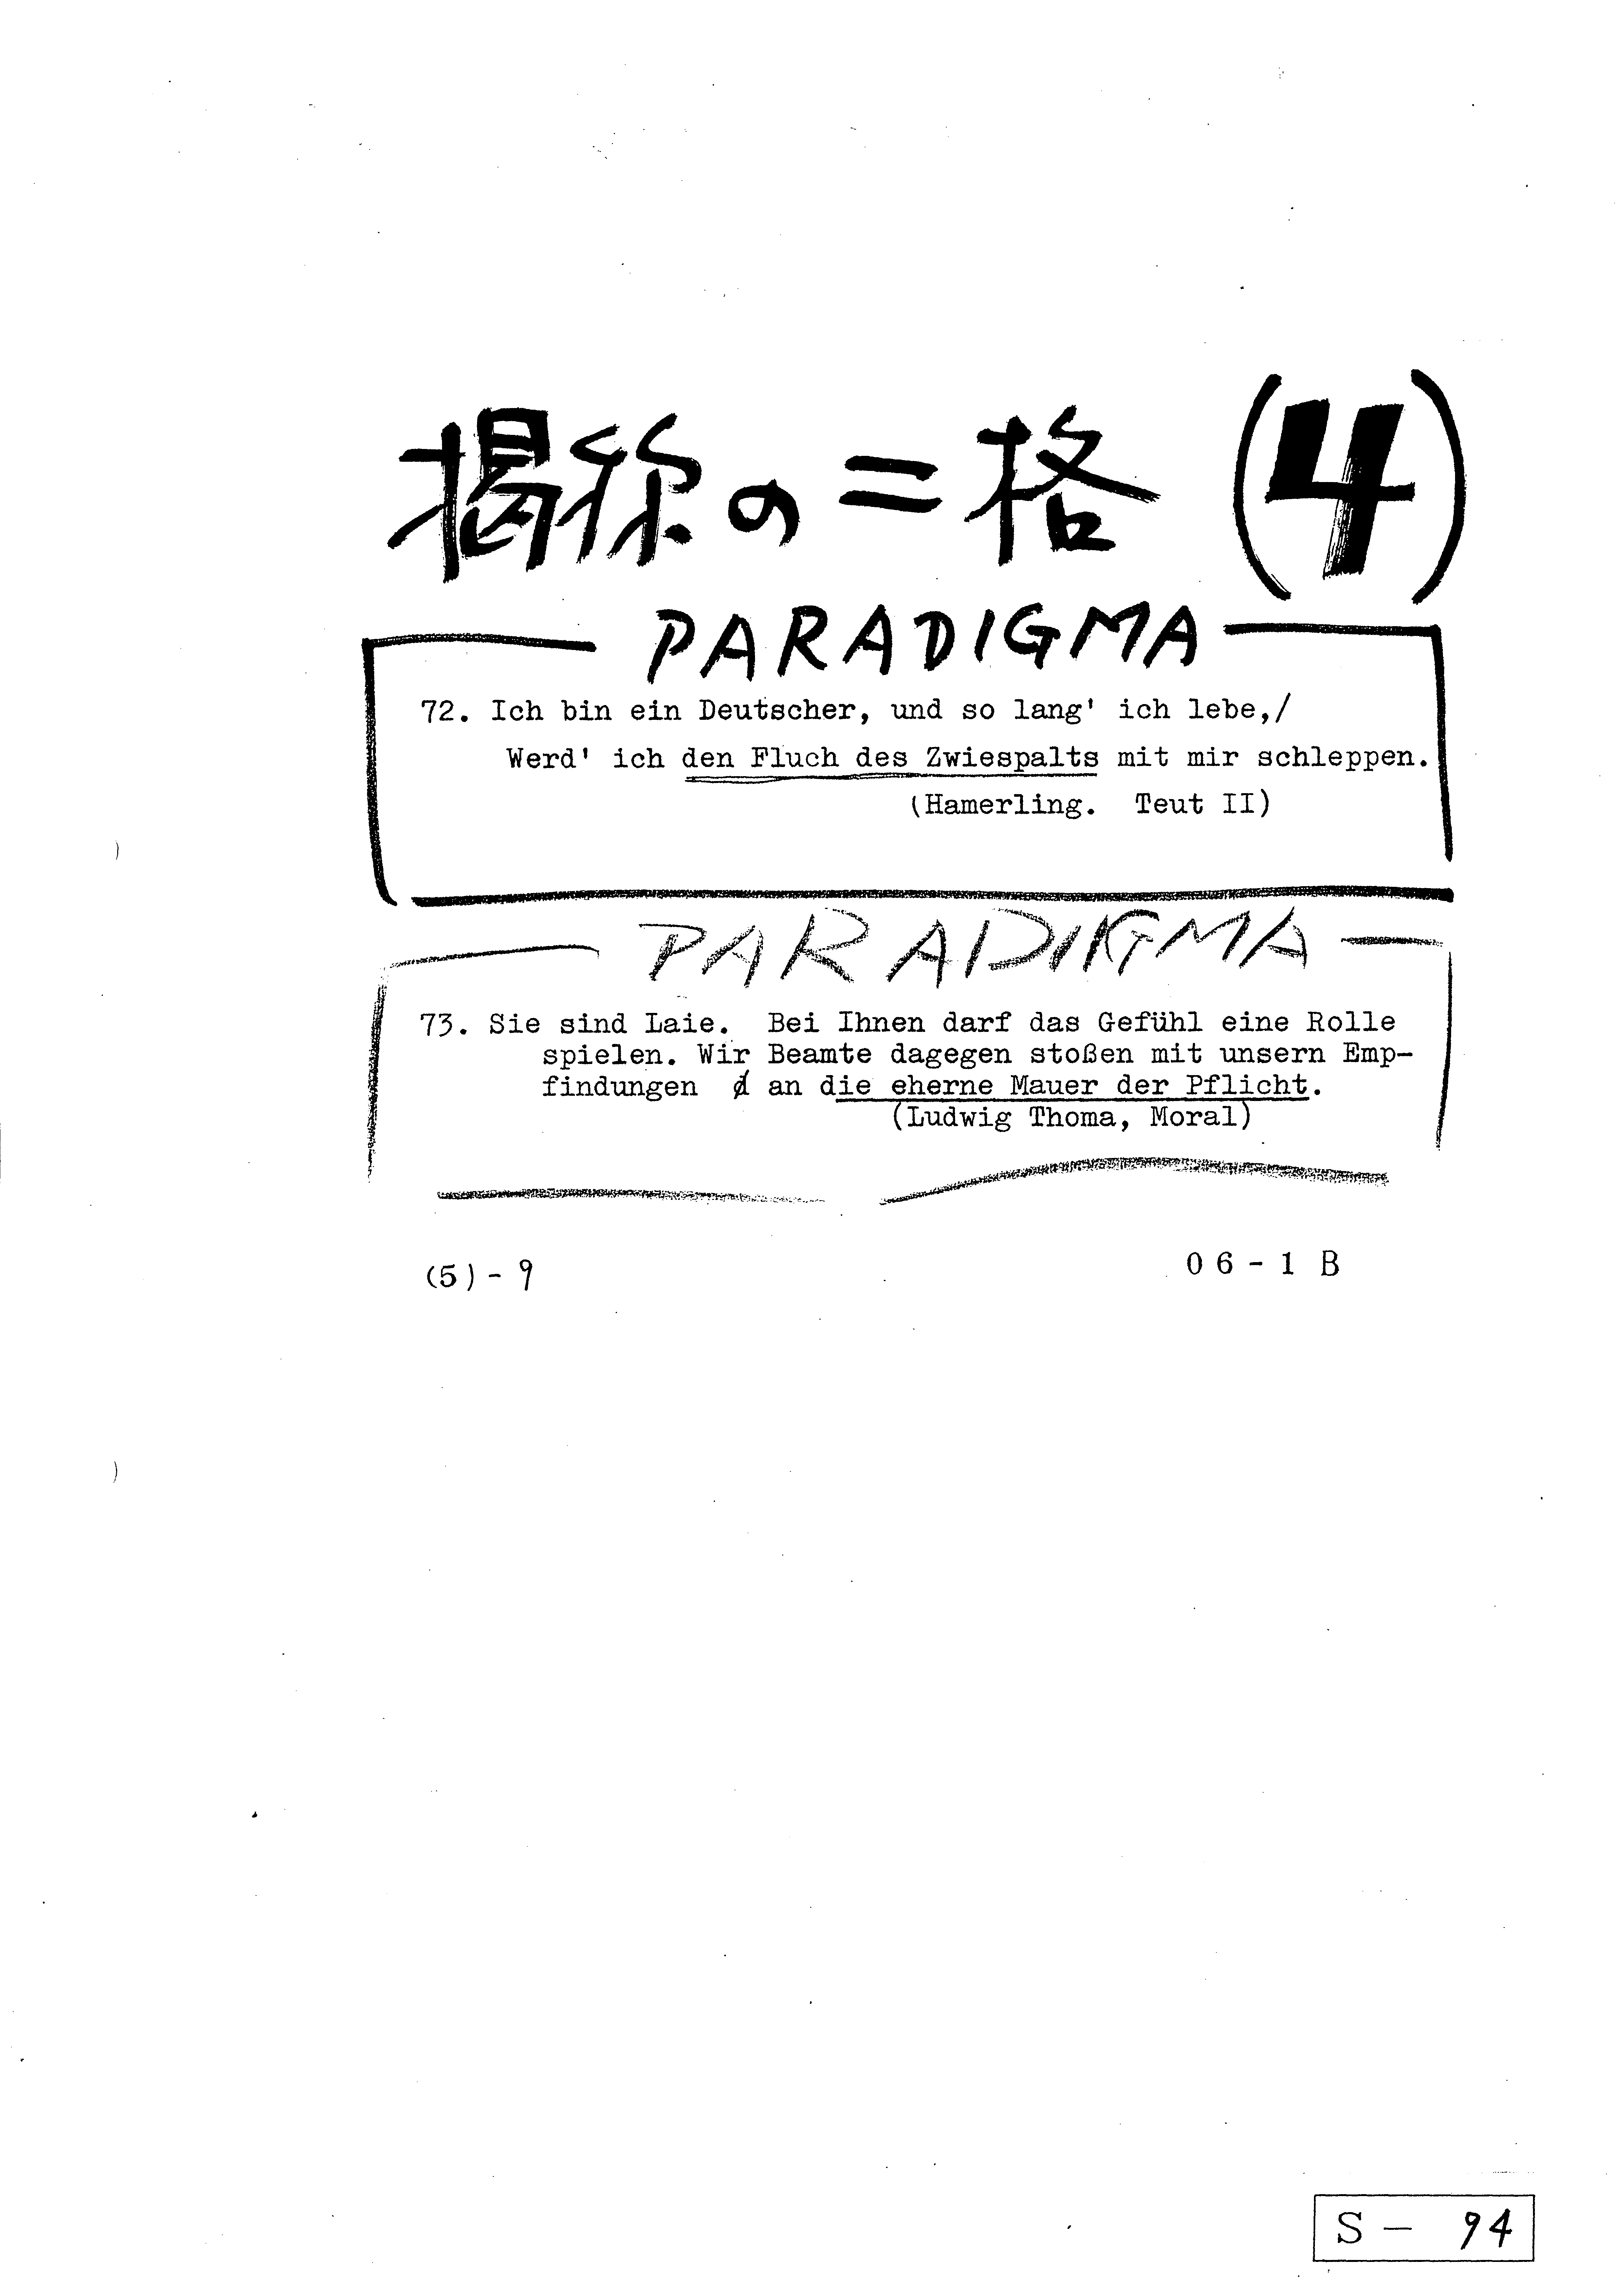 掲称の二格 (4)
PARADIGMA
72. Ich bin ein Deutscher, und so lang' ich lebe,/
Werd' ich den Fluch des Zwiespalts mit mir schleppen.
(Hamerling. Teut II)
PARADIGMA
73. Sie sind Laie. Bei Ihnen darf das Gefühl eine Rolle
spielen. Wir Beamte dagegen stoßen mit unsern Emp-
findungen an die eherne Mauer der Pflicht.
(Ludwig Thoma, Moral)
(5) - 9
06-1 B
S - 94